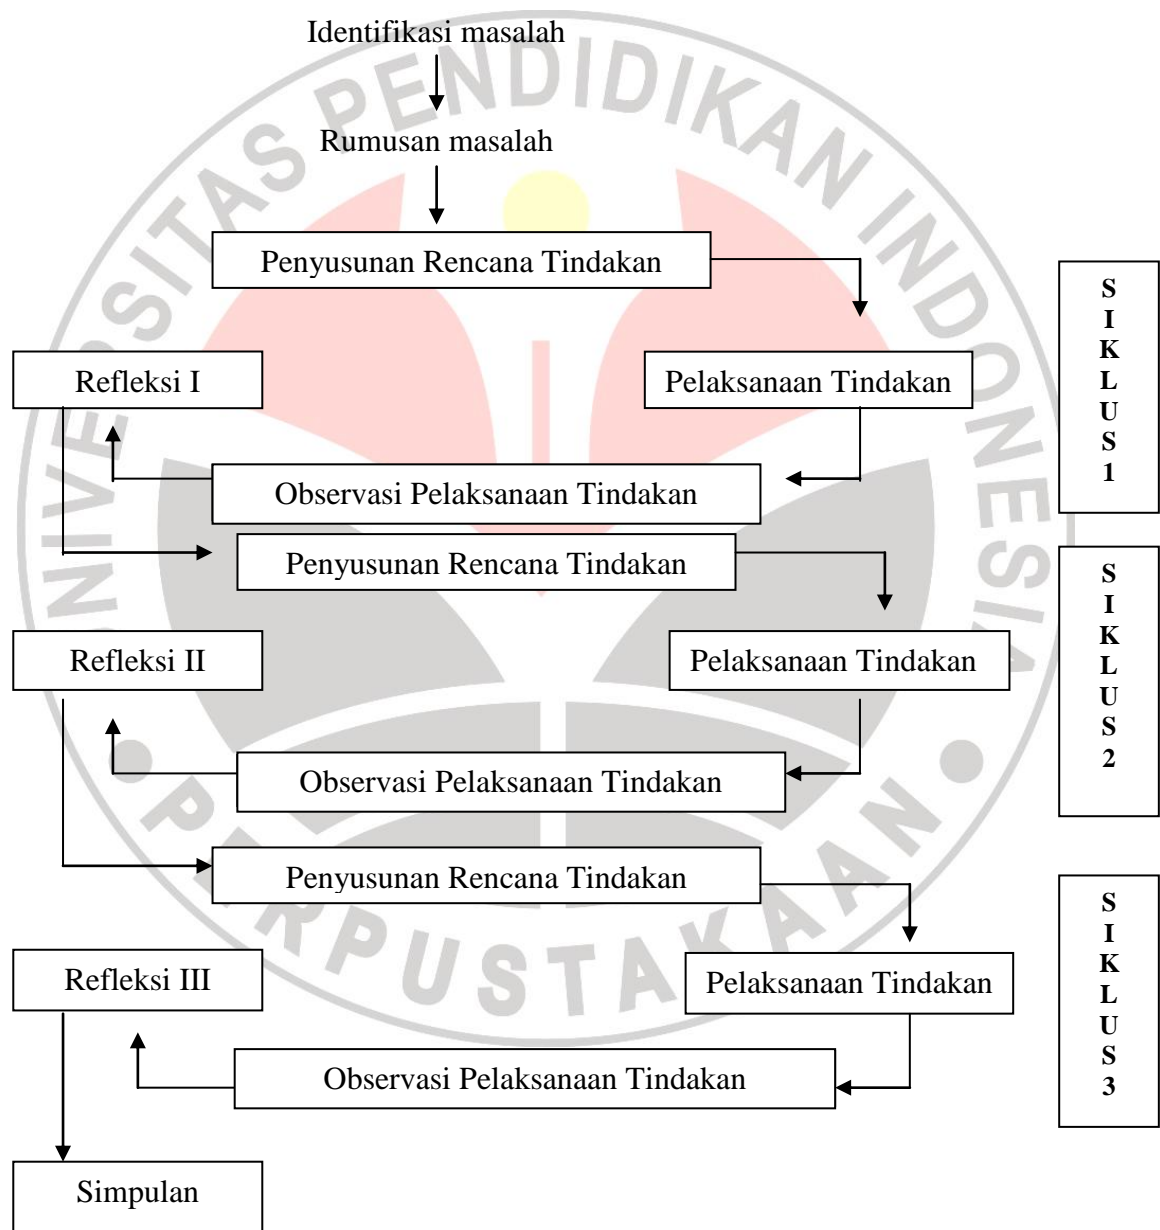 Identifikasi masalah
Rumusan masalah
Penyusunan Rencana Tindakan
Refleksi I
Pelaksanaan Tindakan
Observasi Pelaksanaan Tindakan
SIKLUS 1
Penyusunan Rencana Tindakan
Refleksi II
Pelaksanaan Tindakan
Observasi Pelaksanaan Tindakan
SIKLUS 2
Penyusunan Rencana Tindakan
Refleksi III
Pelaksanaan Tindakan
Observasi Pelaksanaan Tindakan
SIKLUS 3
Simpulan
UNIVERSITAS PENDIDIKAN INDONESIA
PERPUSTAKAAN